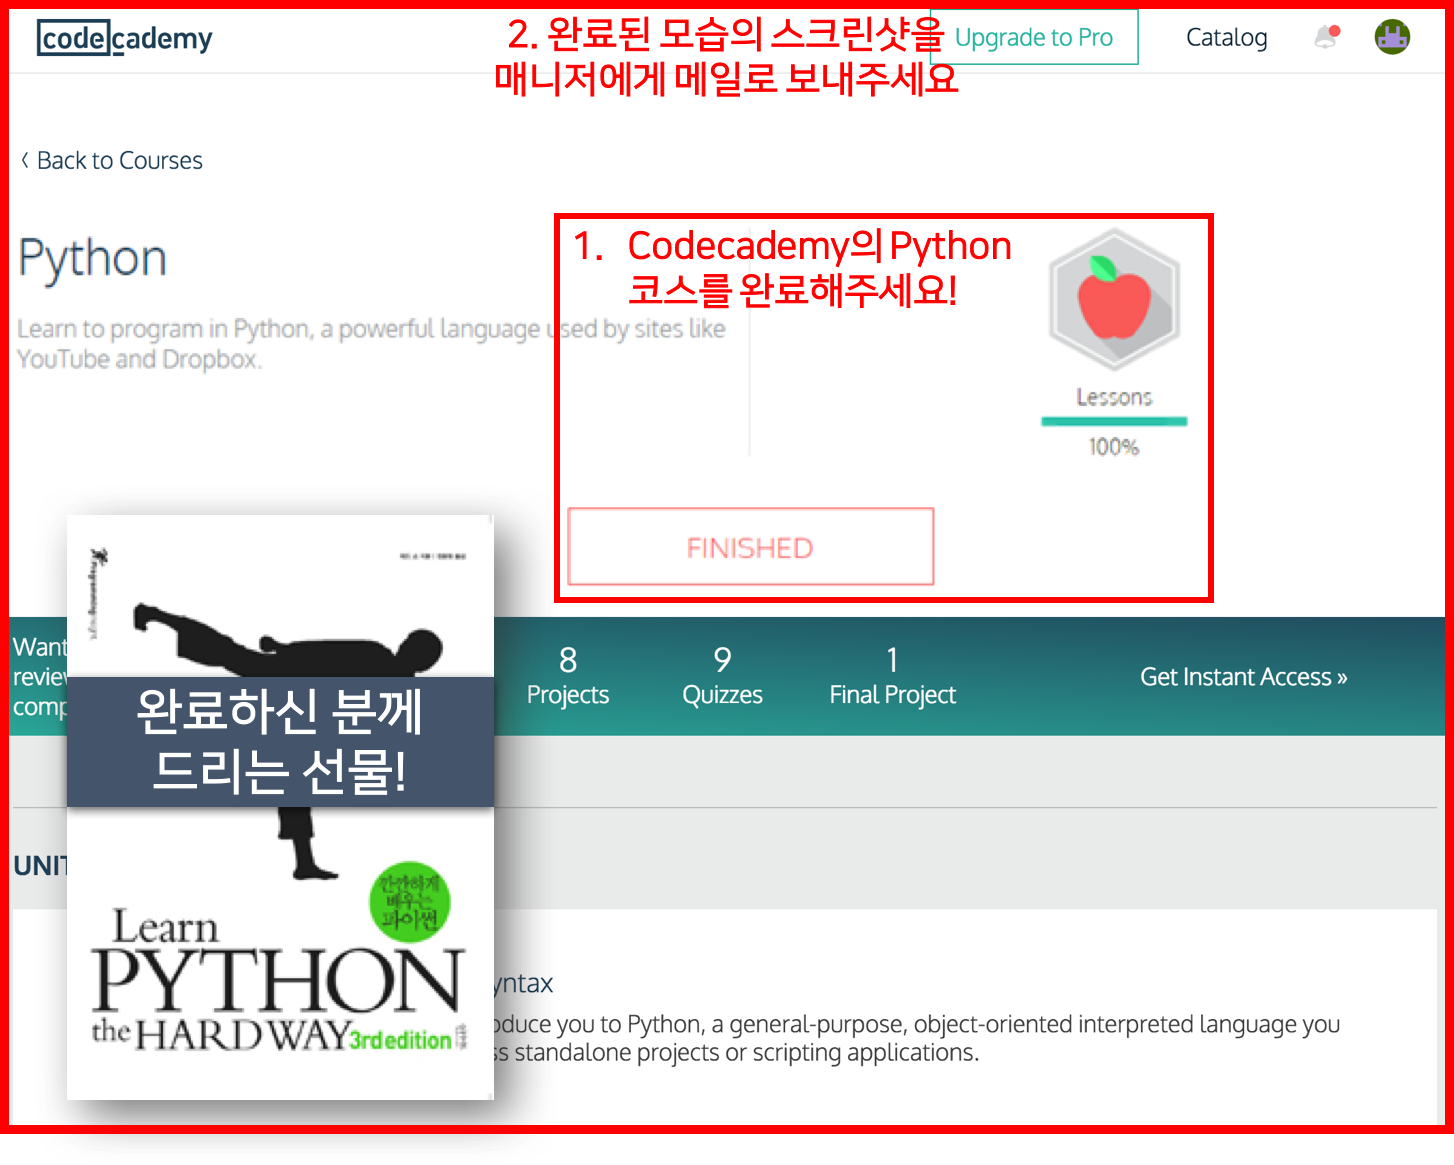 codecademy
2. 완료된 모습의 스크린샷을
매니저에게 메일로 보내주세요
Upgrade to Pro
Catalog
Back to Courses
Python
Learn to program in Python, a powerful language used by sites like
YouTube and Dropbox.
1. Codecademy의 Python
코스를 완료해주세요!
Lessons
100%
FINISHED
Want
review
comp
8
Projects
9
Quizzes
1
Final Project
Get Instant Access »
완료하신 분께
드리는 선물!
UNIT
깐깐하게
배우는
파이썬
Learn
PYTHON
the HARD WAY 3rd edition
yntax
oduce you to Python, a general-purpose, object-oriented interpreted language you
ss standalone projects or scripting applications.